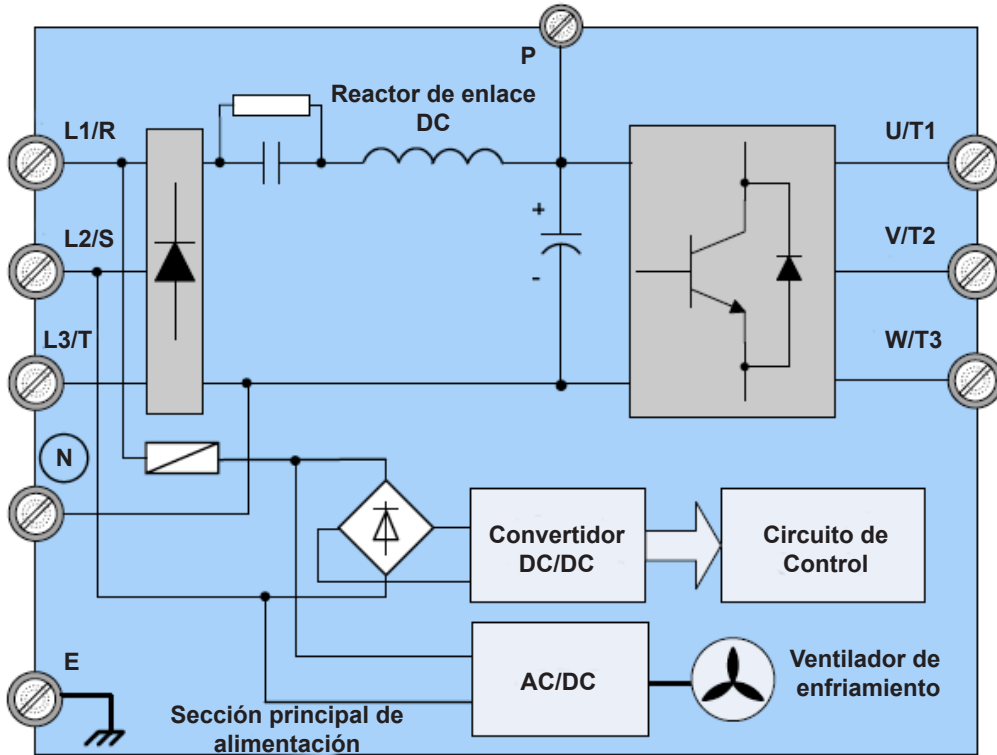 P
Reactor de enlace
DC
L1/R
U/T1
L2/S
V/T2
+
-
L3/T
W/T3
N
Convertidor
DC/DC
Circuito de
Control
E
AC/DC
Ventilador de
enfriamiento
Sección principal de
alimentación